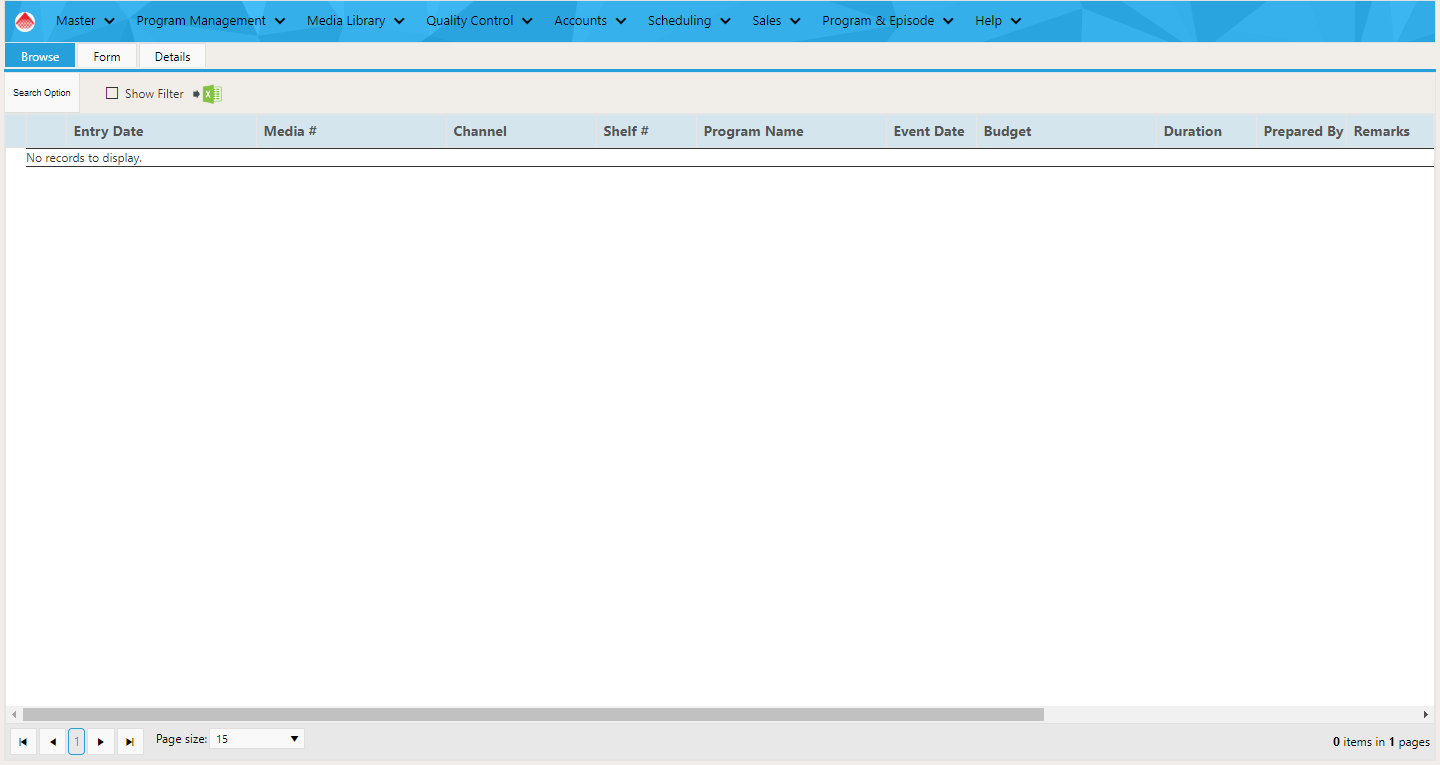 Master Program Management Media Library Quality Control Accounts Scheduling Sales Program & Episode Help
Browse Form Details
Search Option Show Filter
Entry Date Media # Channel Shelf # Program Name Event Date Budget Duration Prepared By Remarks
No records to display.
1 Page size: 15 0 items in 1 pages